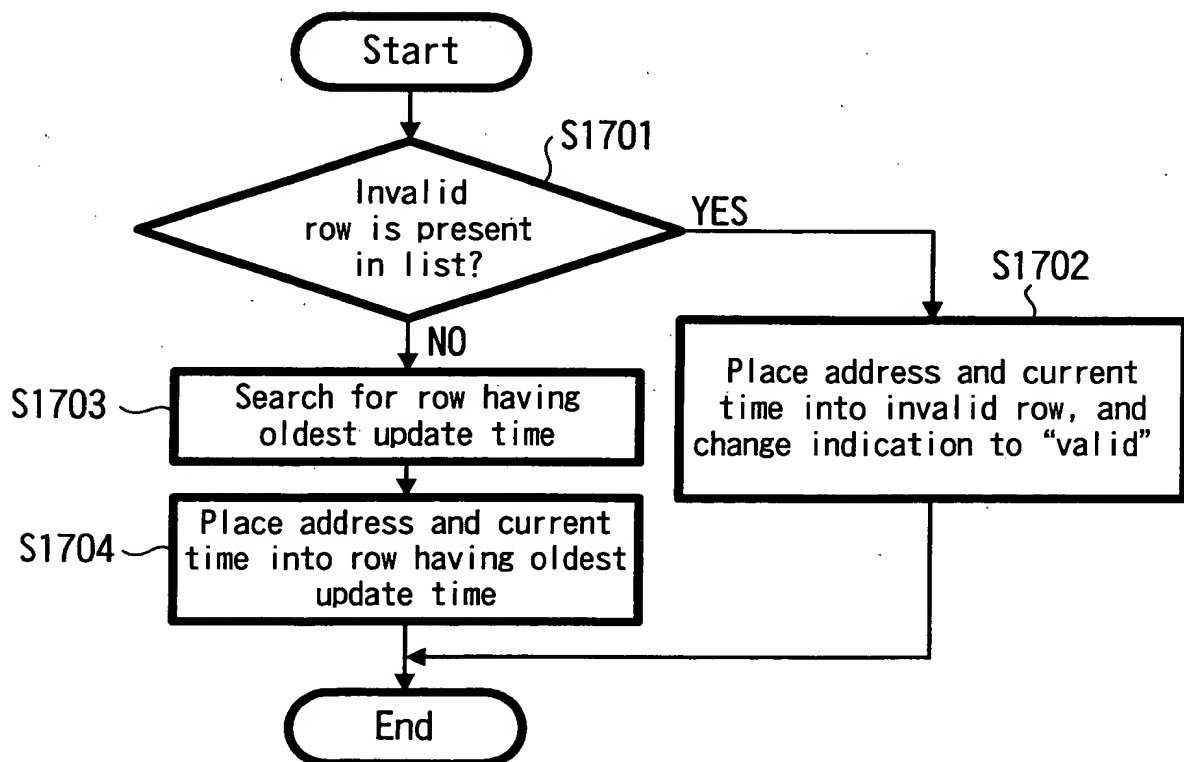 Start
S1701
Invalid
row is present
in list?
YES
NO
S1702
Place address and current
time into invalid row, and
change indication to “valid”
S1703
Search for row having
oldest update time
S1704
Place address and current
time into row having oldest
update time
End